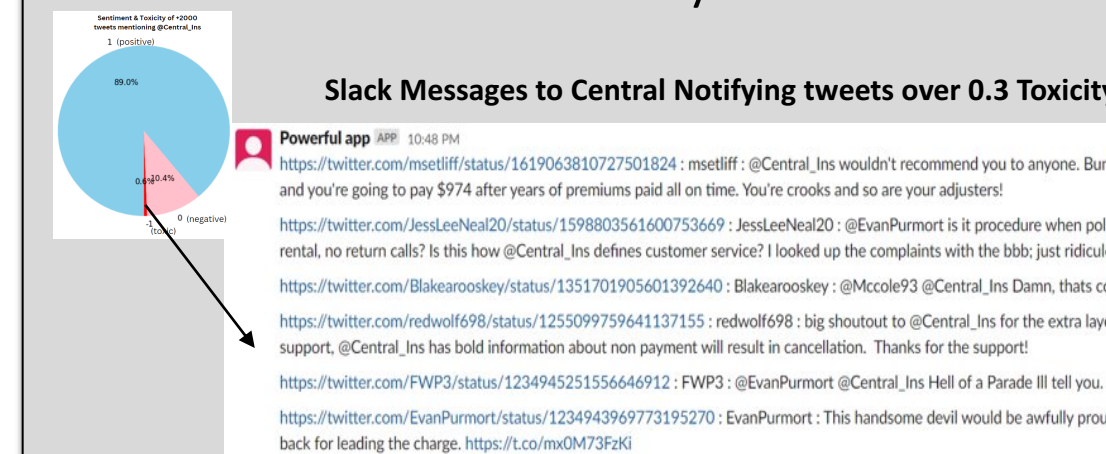 Sentiment & Toxicity of +2000
tweets mentioning @Central_Ins
1 (positive)
89.0%
0.6%
10.4%
0 (negative)
-1
(toxic)
Slack Messages to Central Notifying tweets over 0.3 Toxicity
Powerful app APP 10:48 PM
https://twitter.com/msetliff/status/1619063810727501824 : msetliff : @Central_Ins wouldn't recommend you to anyone.
and you're going to pay $974 after years of premiums paid all on time. You're crooks and so are your adjusters!
https://twitter.com/JessLeeNeal20/status/1598803561600753669 : JessLeeNeal20 : @EvanPurmort is it procedure when
rental, no return calls? Is this how @Central_Ins defines customer service? I looked up the complaints with the bbb; just
https://twitter.com/Blakearooskey/status/1351701905601392640 : Blakearooskey : @Mccole93 @Central_Ins Damn, thats
https://twitter.com/redwolf698/status/1255099759641137155 : redwolf698 : big shoutout to @Central_Ins for the extra
support, @Central_Ins has bold information about non payment will result in cancellation. Thanks for the support!
https://twitter.com/FWP3/status/1234945251556646912 : FWP3 : @EvanPurmort @Central_Ins Hell of a Parade Ill tell you.
https://twitter.com/EvanPurmort/status/1234943969773195270 : EvanPurmort : This handsome devil would be awfully
back for leading the charge. https://t.co/mx0M73FzKi